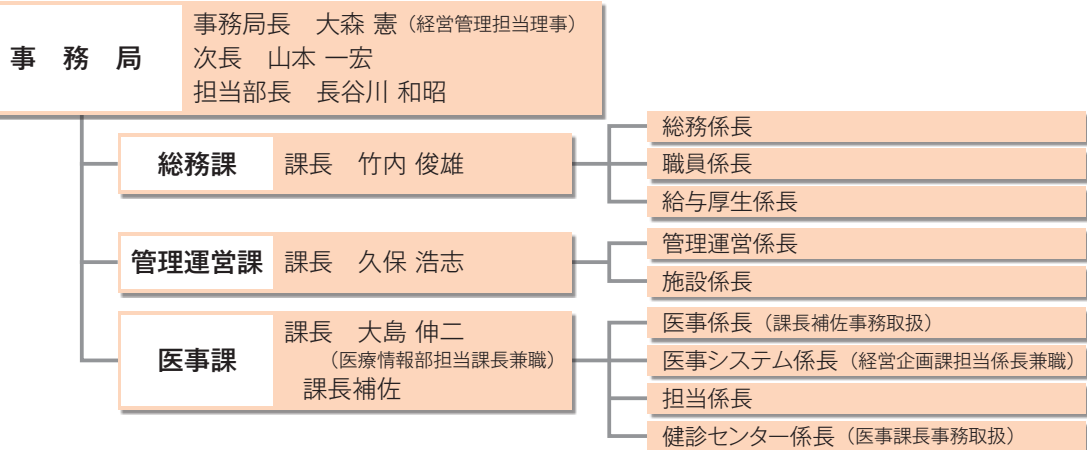 事務局
事務局長　大森 憲（経営管理担当理事）
次長　山本 一宏
担当部長　長谷川 和昭
総務課
課長　竹内 俊雄
総務係長
職員係長
給与厚生係長
管理運営課
課長　久保 浩志
管理運営係長
施設係長
医事課
課長　大島 伸二
（医療情報部担当課長兼職）
課長補佐
医事係長（課長補佐事務取扱）
医事システム係長（経営企画課担当係長兼職）
担当係長
健診センター係長（医事課長事務取扱）